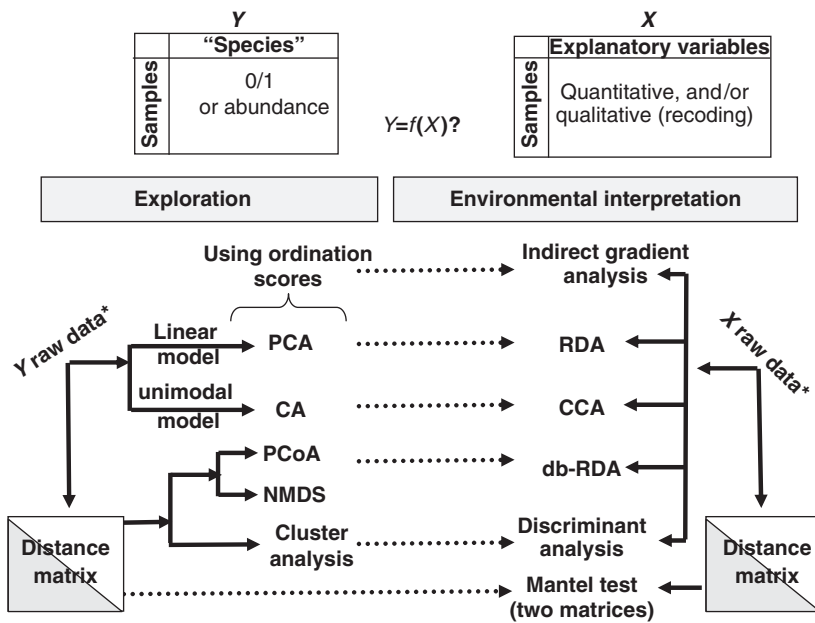 Y
X
"Species"
Samples
0/1
or abundance
Y=f(X)?
Explanatory variables
Samples
Quantitative, and/or
qualitative (recoding)
Exploration
Environmental interpretation
Using ordination
scores
Indirect gradient
analysis
Y raw data*
Linear
model
PCA
RDA
X raw data*
unimodal
model
CA
CCA
PCoA
db-RDA
NMDS
Distance
matrix
Cluster
analysis
Discriminant
analysis
Distance
matrix
Mantel test
(two matrices)